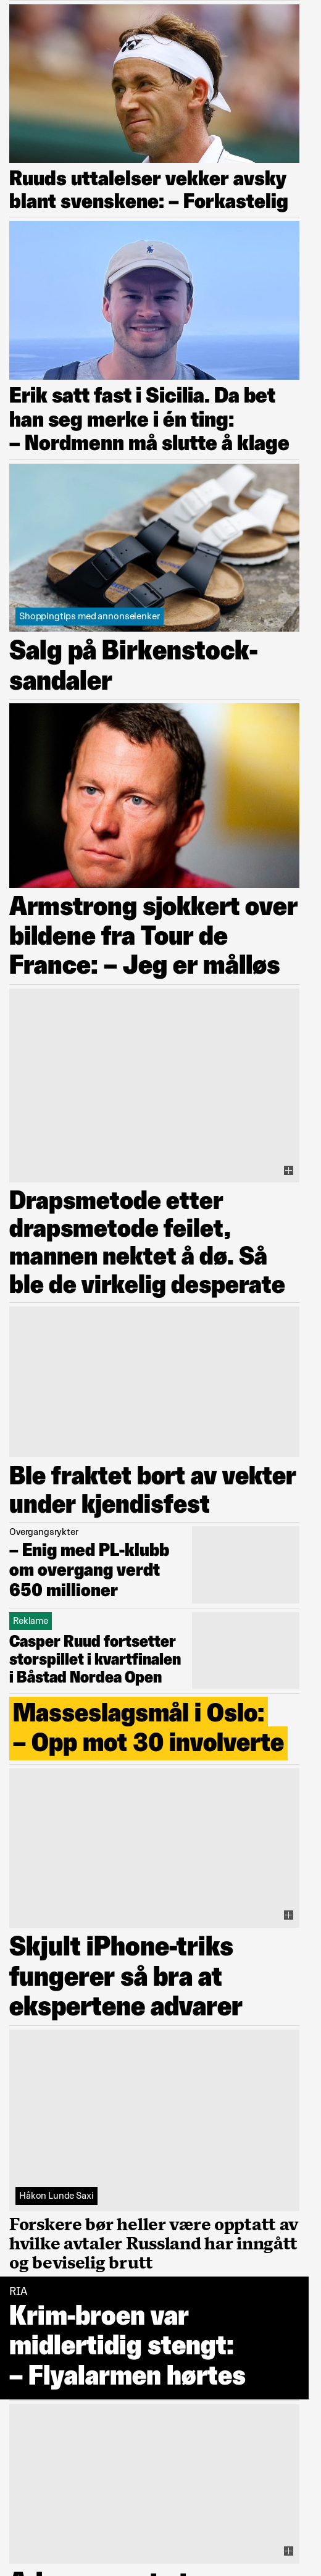 Ruuds uttalelser vekker avsky
blant svenskene: – Forkastelig
Erik satt fast i Sicilia. Da bet
han seg merke i én ting:
– Nordmenn må slutte å klage
Shoppingtips med annonselenker
Salg på Birkenstock-
sandaler
Armstrong sjokkert over
bildene fra Tour de
France: – Jeg er målløs
Drapsmetode etter
drapsmetode feilet,
mannen nektet å dø. Så
ble de virkelig desperate
Ble fraktet bort av vekter
under kjendisfest
Overgangsrykter
– Enig med PL-klubb
om overgang verdt
650 millioner
Reklame
Casper Ruud fortsetter
storspillet i kvartfinalen
i Båstad Nordea Open
Masseslagsmål i Oslo:
– Opp mot 30 involverte
Skjult iPhone-triks
fungerer så bra at
ekspertene advarer
Håkon Lunde Saxi
Forskere bør heller være opptatt av
hvilke avtaler Russland har inngått
og beviselig brutt
RIA
Krim-broen var
midlertidig stengt:
– Flyalarmen hørtes